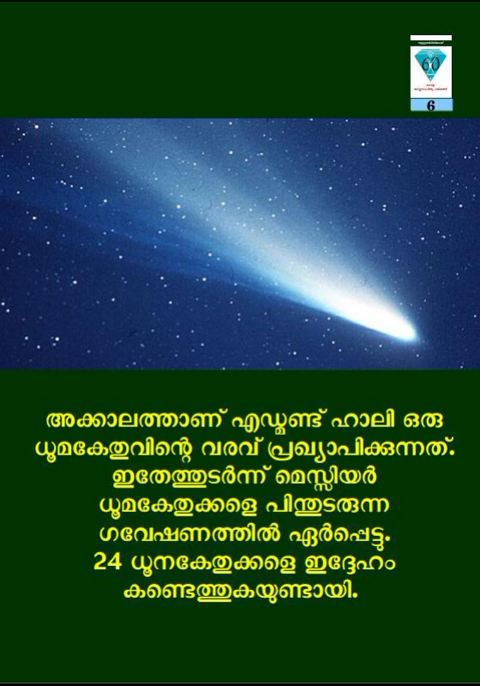 60
6
അക്കാലത്താണ് എഡ്മണ്ട് ഹാലി ഒരു
ധൂമകേതുവിന്റെ വരവ് പ്രഖ്യാപിക്കുന്നത്.
ഇതേത്തുടർന്ന് മെസ്സിയർ
ധൂമകേതുക്കളെ പിന്തുടരുന്ന
ഗവേഷണത്തിൽ ഏർപ്പെട്ടു.
24 ധൂനകേതുക്കളെ ഇദ്ദേഹം
കണ്ടെത്തുകയുണ്ടായി.